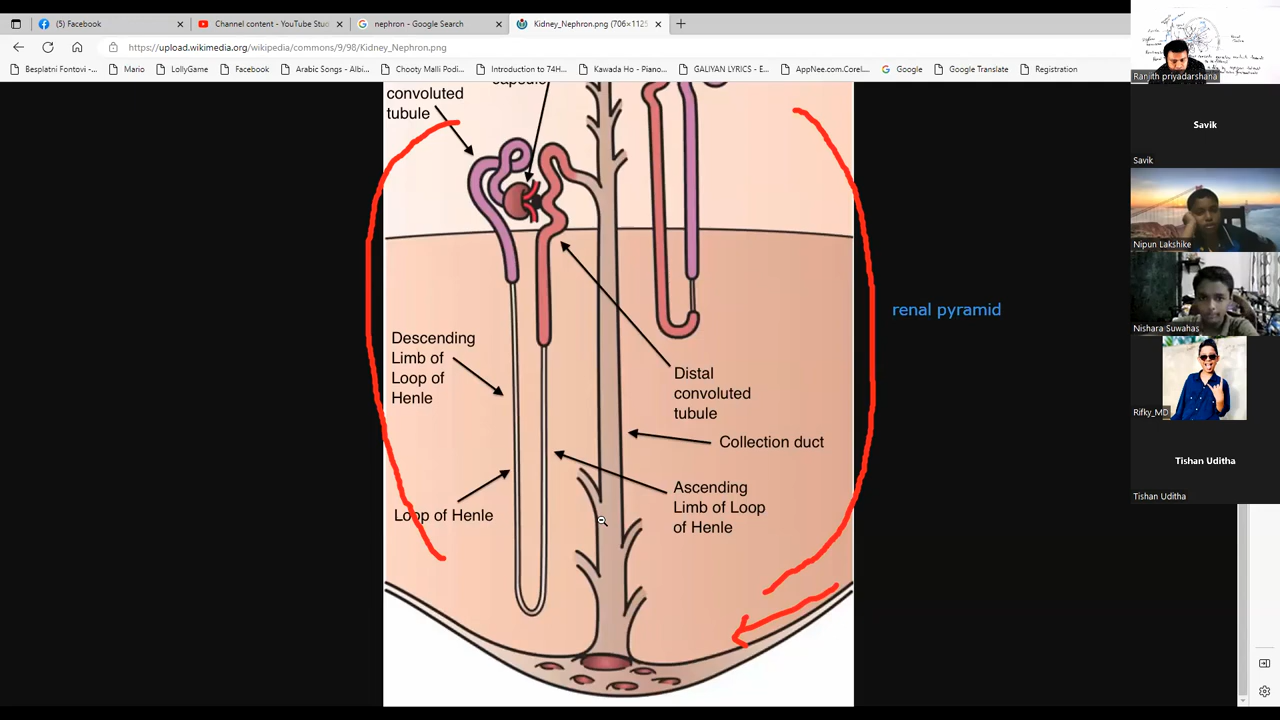 (5) Facebook
Channel content - YouTube Stu
nephron - Google Search
Kidney_Nephron.png (706×1125
https://upload.wikimedia.org/wikipedia/commons/9/98/Kidney_Nephron.png
Besplatni Fontovi -...
Mario
LollyGame
Facebook
Arabic Songs - Albi...
Chooty Malli Podi...
Introduction to 74H...
Kawada Ho - Piano...
GALIYAN LYRICS - E...
AppNee.com.Corel...
Google
Google Translate
Registration
convoluted
tubule
capsule
Descending
Limb of
Loop of
Henle
Loop of Henle
Distal
convoluted
tubule
Collection duct
Ascending
Limb of Loop
of Henle
renal pyramid
Ranjith priyadarshana
Savik
Savik
Nipun Lakshike
Nishara Suwahas
Rifky_MD
Tishan Uditha
Tishan Uditha